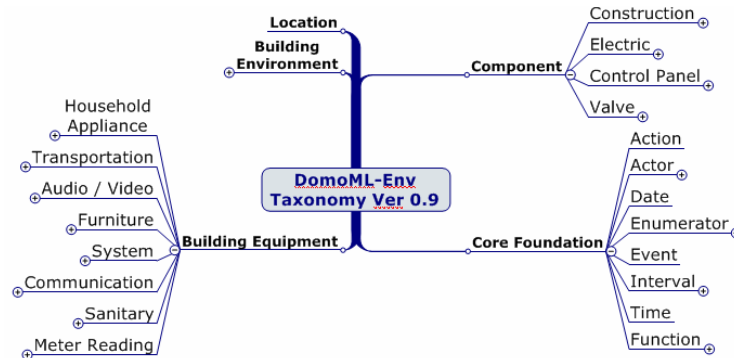 Location
Building
Environment
Component
Construction
Electric
Control Panel
Valve
DomoML-Env
Taxonomy Ver 0.9
Household
Appliance
Transportation
Audio / Video
Furniture
System
Communication
Sanitary
Meter Reading
Building Equipment
Core Foundation
Action
Actor
Date
Enumerator
Event
Interval
Time
Function